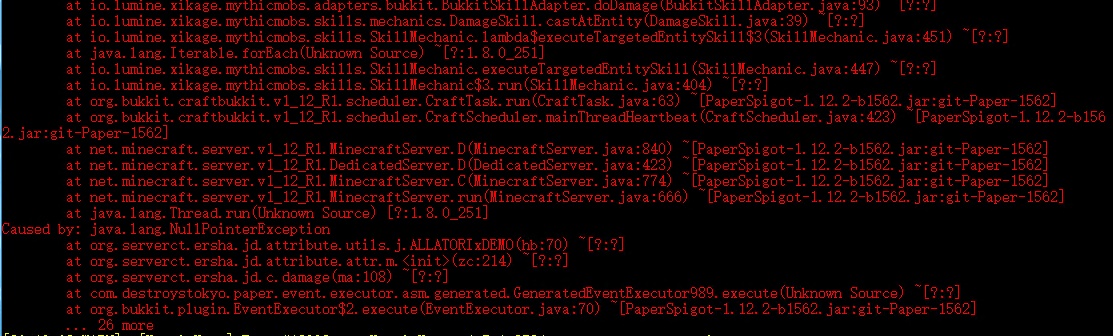 at io.lumine.xikage.mythicmobs.adapters.bukkit.BukkitSkillAdapter.doDamage(BukkitSkillAdapter.java:93) ~[?:?]
at io.lumine.xikage.mythicmobs.skills.mechanics.DamageSkill.castAtEntity(DamageSkill.java:39) ~[?:?]
at io.lumine.xikage.mythicmobs.skills.SkillMechanic.lambda$executeTargetedEntitySkill$3(SkillMechanic.java:451) ~[?:?]
at java.lang.Iterable.forEach(Unknown Source) ~[?:1.8.0_251]
at io.lumine.xikage.mythicmobs.skills.SkillMechanic.executeTargetedEntitySkill(SkillMechanic.java:447) ~[?:?]
at io.lumine.xikage.mythicmobs.skills.SkillMechanic$3.run(SkillMechanic.java:404) ~[?:?]
at org.bukkit.craftbukkit.v1_12_R1.scheduler.CraftTask.run(CraftTask.java:63) ~[PaperSpigot-1.12.2-b1562.jar:git-Paper-1562]
at org.bukkit.craftbukkit.v1_12_R1.scheduler.CraftScheduler.mainThreadHeartbeat(CraftScheduler.java:423) ~[PaperSpigot-1.12.2-b156
2.jar:git-Paper-1562]
at net.minecraft.server.v1_12_R1.MinecraftServer.D(MinecraftServer.java:840) ~[PaperSpigot-1.12.2-b1562.jar:git-Paper-1562]
at net.minecraft.server.v1_12_R1.DedicatedServer.D(DedicatedServer.java:423) ~[PaperSpigot-1.12.2-b1562.jar:git-Paper-1562]
at net.minecraft.server.v1_12_R1.MinecraftServer.C(MinecraftServer.java:774) ~[PaperSpigot-1.12.2-b1562.jar:git-Paper-1562]
at net.minecraft.server.v1_12_R1.MinecraftServer.run(MinecraftServer.java:666) ~[PaperSpigot-1.12.2-b1562.jar:git-Paper-1562]
at java.lang.Thread.run(Unknown Source) [?:1.8.0_251]
Caused by: java.lang.NullPointerException
at org.serverct.ersha.jd.attribute.utils.j.ALLATORIxDEMO(hb:70) ~[?:?]
at org.serverct.ersha.jd.attribute.attr.m.<init>(zc:214) ~[?:?]
at org.serverct.ersha.jd.c.damage(ma:103) ~[?:?]
at com.destroystokyo.paper.event.executor.asm.generated.GeneratedEventExecutor989.execute(Unknown Source) ~[?:?]
at org.bukkit.plugin.EventExecutor$2.execute(EventExecutor.java:70) ~[PaperSpigot-1.12.2-b1562.jar:git-Paper-1562]
... 26 more